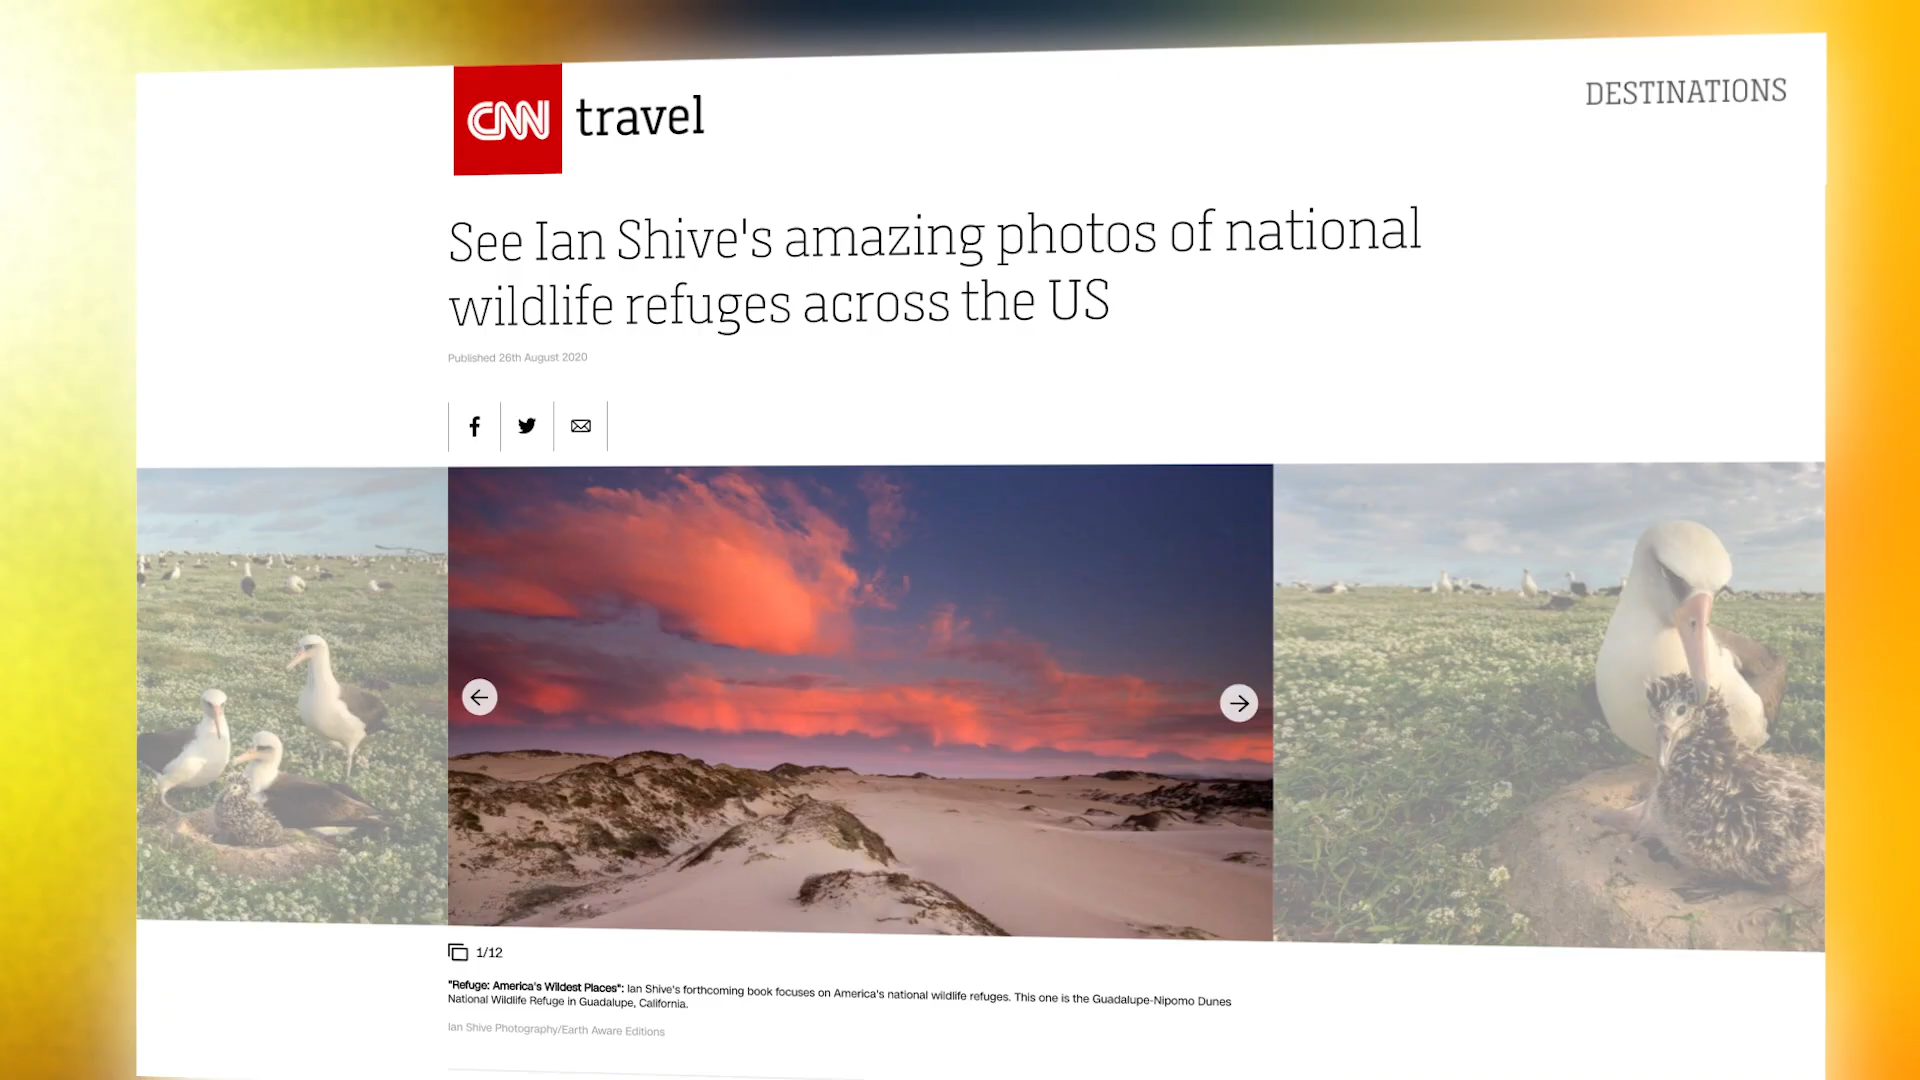 CNN travel
DESTINATIONS
See Ian Shive's amazing photos of national
wildlife refuges across the US
Published 26th August 2020
1/12
"Refuge: America's Wildest Places": Ian Shive's forthcoming book focuses on America's national wildlife refuges. This one is the Guadalupe-Nipomo Dunes
National Wildlife Refuge in Guadalupe, California.
Ian Shive Photography/Earth Aware Editions